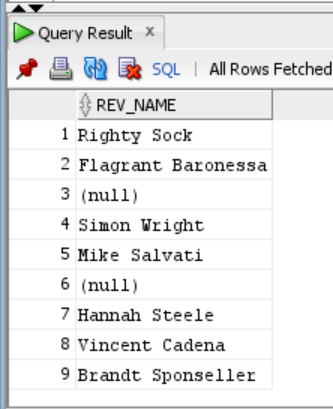 Query Result x
SQL | All Rows Fetched
REV_NAME
1 Righty Sock
2 Flagrant Baronessa
3 (null)
4 Simon Wright
5 Mike Salvati
6 (null)
7 Hannah Steele
8 Vincent Cadena
9 Brandt Sponseller